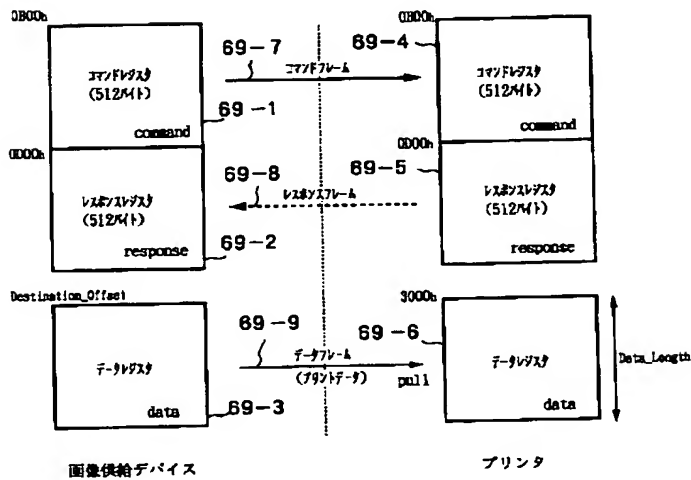 0B00h
コマンドレジスタ
(512バイト)
command
69-1
0D00h
レスポンスレジスタ
(512バイト)
response
69-2
Destination_Offset
データレジスタ
data
69-3
画像供給デバイス
69-7
コマンドフレーム
69-8
レスポンスフレーム
69-9
データフレーム
(プリントデータ)
pull
0B00h
69-4
コマンドレジスタ
(512バイト)
command
0D00h
69-5
レスポンスレジスタ
(512バイト)
response
3000h
69-6
データレジスタ
data
Data_Length
プリンタ